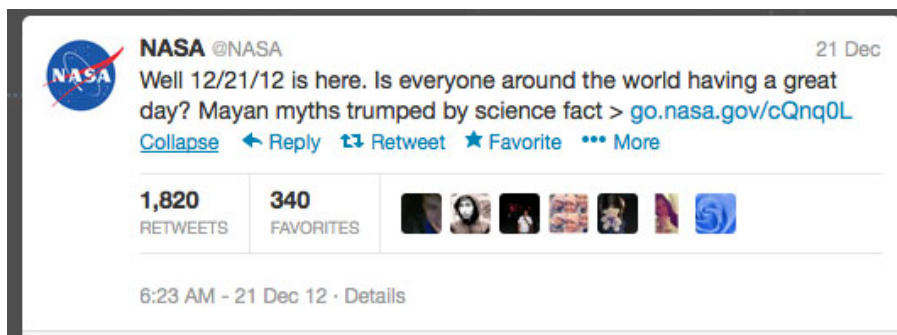 NASA
NASA @NASA 21 Dec
Well 12/21/12 is here. Is everyone around the world having a great
day? Mayan myths trumped by science fact > go.nasa.gov/cQnq0L
Collapse Reply Retweet Favorite More
1,820 340
RETWEETS FAVORITES
6:23 AM - 21 Dec 12 · Details